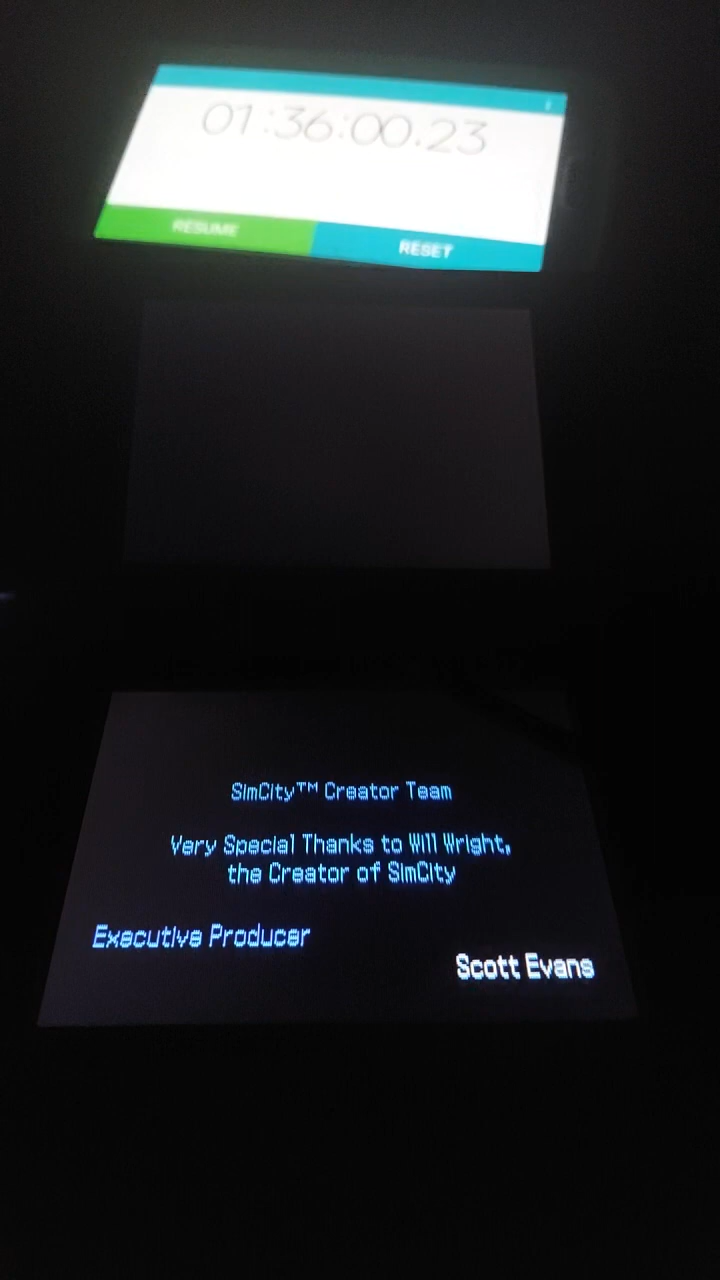 01:36:00.23
RESUME
RESET
SimCity™ Creator Team
Very Special Thanks to Will Wright,
the Creator of SimCity
Executive Producer
Scott Evans